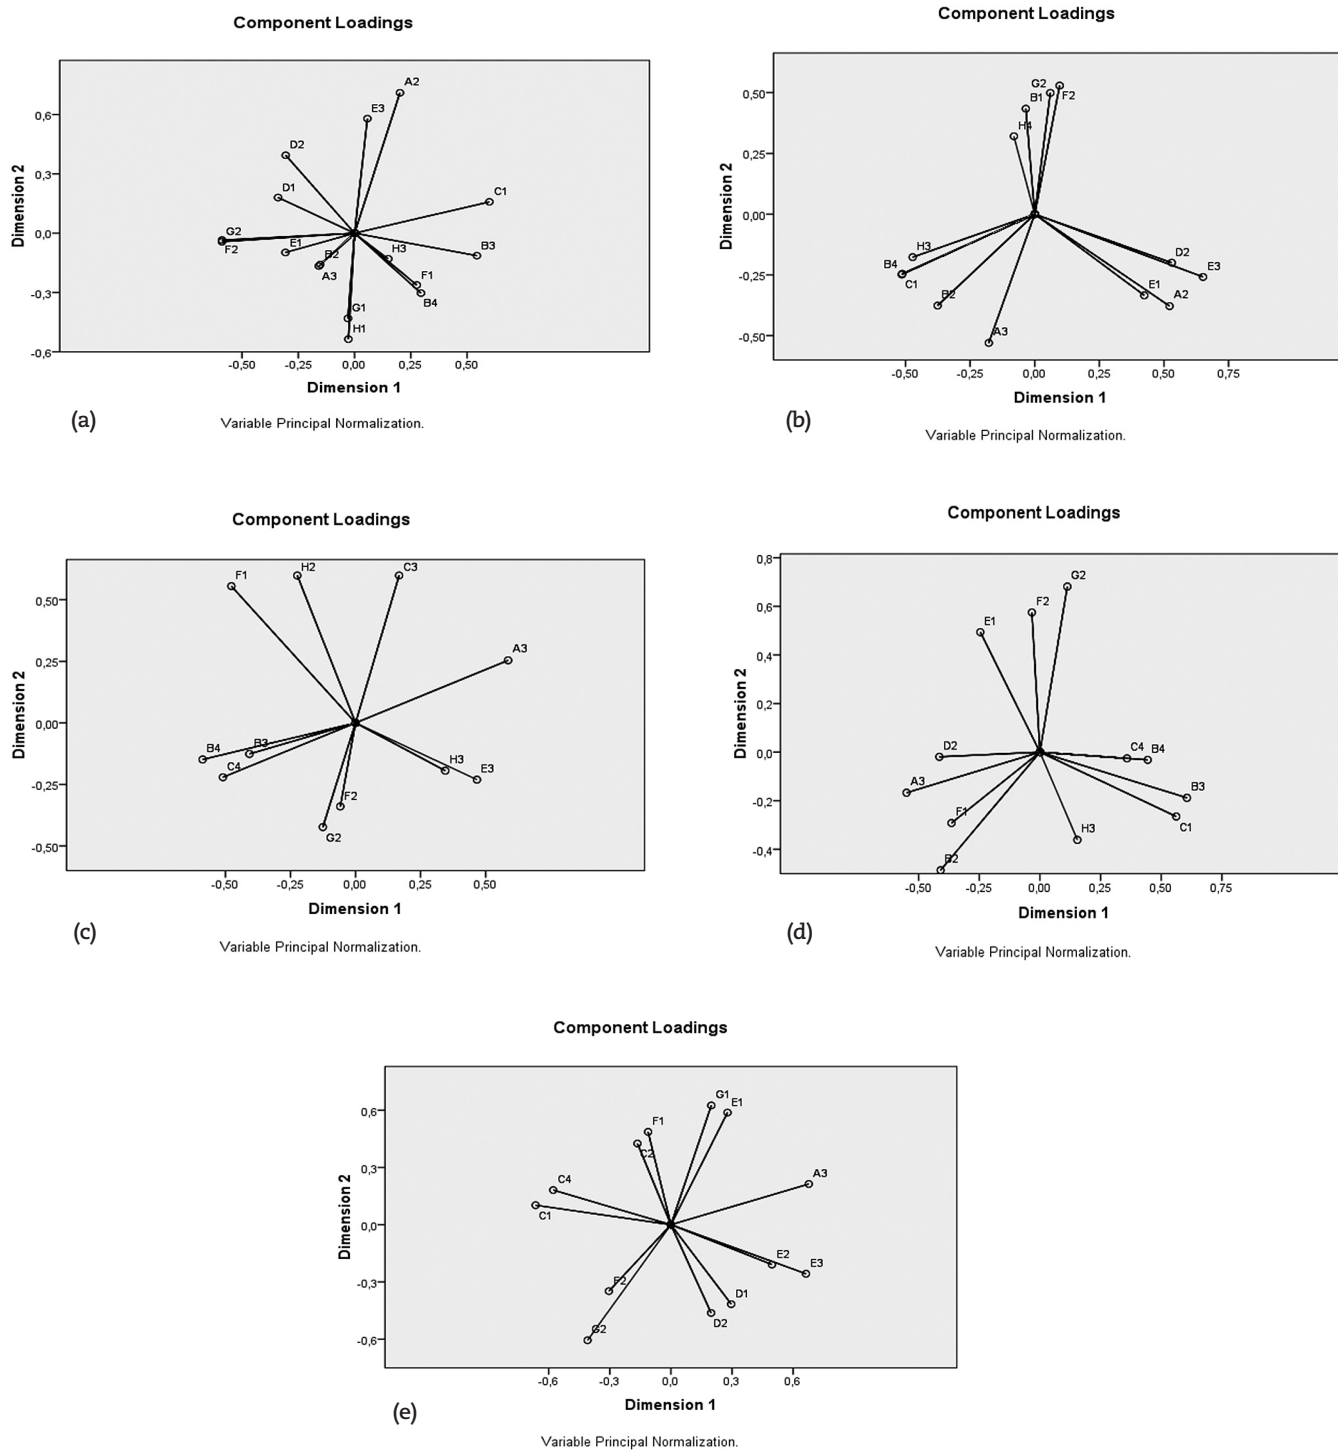 Component Loadings
Dimension 2
0,6
0,3
0,0
-0,3
-0,6
A2
E3
D2
D1
C1
G2
F2
E1
B2
A3
H3
B3
F1
B4
G1
H1
-0,50 -0,25 0,00 0,25 0,50
Dimension 1
(a)
Variable Principal Normalization.
Component Loadings
Dimension 2
0,50
0,25
0,00
-0,25
-0,50
G2
B1
F2
H4
H3
B4
C1
B2
A3
D2
E3
E1
A2
-0,50 -0,25 0,00 0,25 0,50 0,75
Dimension 1
(b)
Variable Principal Normalization.
Component Loadings
Dimension 2
0,50
0,25
0,00
-0,25
-0,50
F1
H2
C3
A3
B4
B3
C4
H3
E3
F2
G2
-0,50 -0,25 0,00 0,25 0,50
Dimension 1
(c)
Variable Principal Normalization.
Component Loadings
Dimension 2
0,8
0,6
0,4
0,2
0,0
-0,2
-0,4
G2
F2
E1
D2
C4
B4
A3
B3
F1
C1
H3
B2
-0,50 -0,25 0,00 0,25 0,50 0,75
Dimension 1
(d)
Variable Principal Normalization.
Component Loadings
Dimension 2
0,6
0,3
0,0
-0,3
-0,6
G1
E1
F1
C2
A3
C4
C1
E2
E3
F2
D1
D2
G2
-0,6 -0,3 0,0 0,3 0,6
Dimension 1
(e)
Variable Principal Normalization.